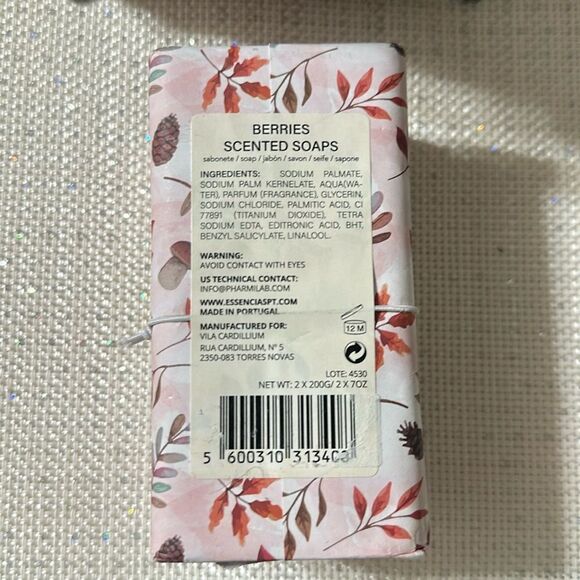 BERRIES
SCENTED SOAPS
sabonete / soap / jabón / savon / seife / sapone
INGREDIENTS: SODIUM PALMATE,
SODIUM PALM KERNELATE, AQUA(WA-
TER), PARFUM (FRAGRANCE), GLYCERIN,
SODIUM CHLORIDE, PALMITIC ACID, CI
77891 (TITANIUM DIOXIDE), TETRA
SODIUM EDTA, EDITRONIC ACID, BHT,
BENZYL SALICYLATE, LINALOOL.
WARNING:
AVOID CONTACT WITH EYES
US TECHNICAL CONTACT:
INFO@PHARMILAB.COM
WWW.ESSENCIASPT.COM
MADE IN PORTUGAL
MANUFACTURED FOR:
VILA CARDILLIUM
RUA CARDILLIUM, Nº 5
2350-083 TORRES NOVAS
12 M
LOTE: 4530
NET WT: 2 X 200G/ 2 X 7OZ
5 600310 313403